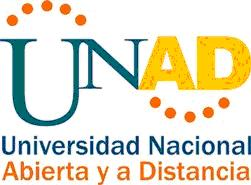 UNAD
Universidad Nacional
Abierta y a Distancia